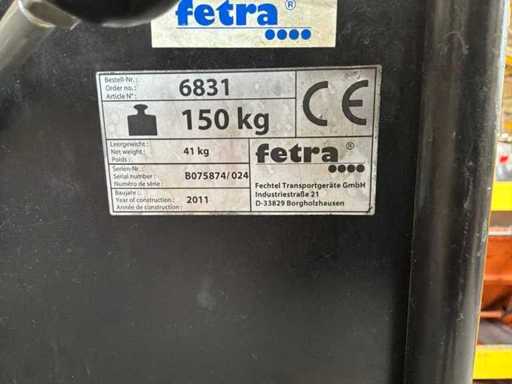 fetra®
Bestell-Nr.:
Order no.:
Article N°:
6831
150 kg
CE
Leergewicht:
Net weight:
Poids:
41 kg
Serien-Nr.:
Serial number:
Numéro de série:
B075874/024
Baujahr:
Year of construction:
Année de construction:
2011
fetra®
Fechtel Transportgeräte GmbH
Industriestraße 21
D-33829 Borgholzhausen